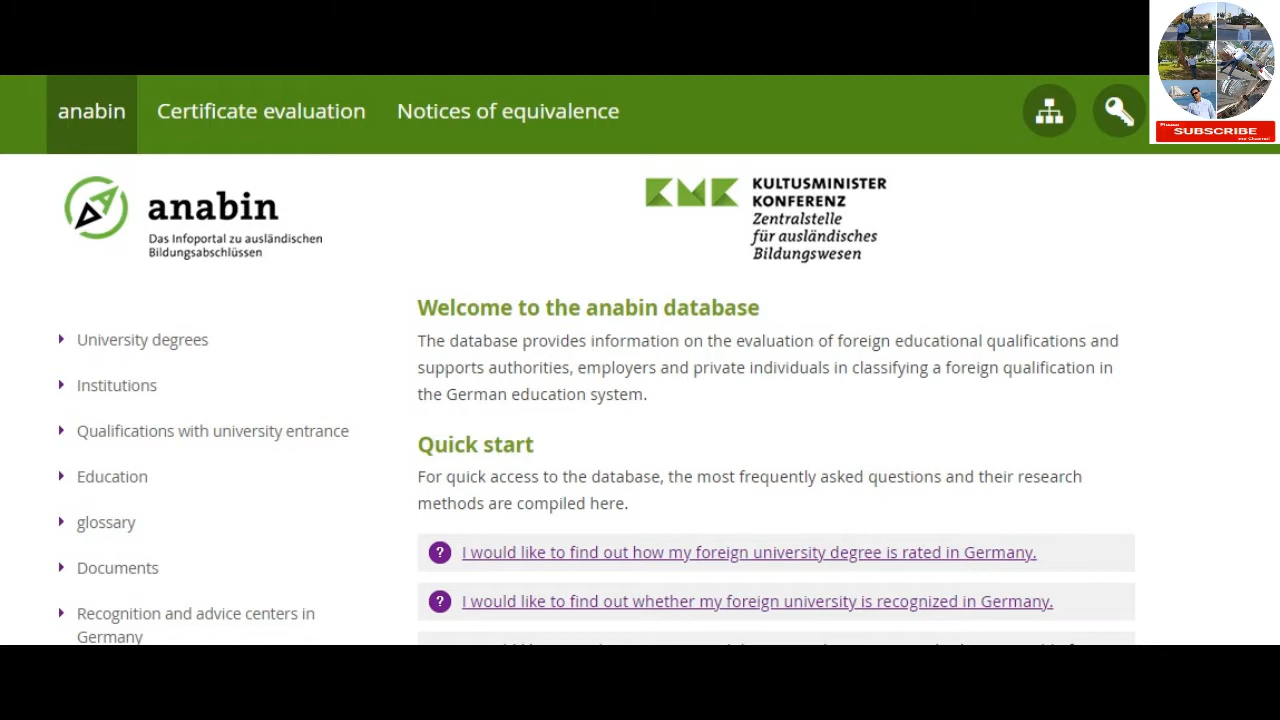 anabin
Certificate evaluation
Notices of equivalence
SUBSCRIBE
anabin
Das Infoportal zu ausländischen
Bildungsabschlüssen
KMK
KULTUSMINISTER
KONFERENZ
Zentralstelle
für ausländisches
Bildungswesen
University degrees
Institutions
Qualifications with university entrance
Education
glossary
Documents
Recognition and advice centers in
Germany
Welcome to the anabin database
The database provides information on the evaluation of foreign educational qualifications and
supports authorities, employers and private individuals in classifying a foreign qualification in
the German education system.
Quick start
For quick access to the database, the most frequently asked questions and their research
methods are compiled here.
? I would like to find out how my foreign university degree is rated in Germany.
? I would like to find out whether my foreign university is recognized in Germany.